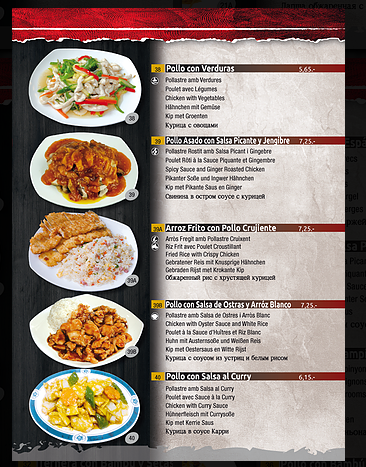 38 Pollo con Verduras 5,65.-
Pollastre amb Verdures
Poulet avec Légumes
Chicken with Vegetables
Hähnchen mit Gemüse
Kip met Groenten
Курица с овощами
38
39 Pollo Asado con Salsa Picante y Jengibre 7,25.-
Pollastre Rostit amb Salsa Picant i Gingebre
Poulet Rôti à la Sauce Piquante et Gingembre
Spicy Sauce and Ginger Roasted Chicken
Pikanter Soße und Ingwer Hähnchen
Kip met Pikante Saus en Ginger
Свинина в остром соусе с курицей
39
39A Arroz Frito con Pollo Crujiente 7,25.-
Arròs Fregit amb Pollastre Cruixent
Riz Frit avec Poulet Croustillant
Fried Rice with Crispy Chicken
Gebratener Reis mit Knusprige Hähnchen
Gebraden Rijst met Krokante Kip
Обжаренный рис с хрустящей курицей
39A
39B Pollo con Salsa de Ostras y Arróz Blanco 7,25.-
Pollastre amb Salsa de Ostres i Arròs Blanc
Chicken with Oyster Sauce and White Rice
Poulet à la Sauce d'Huîtres et Riz Blanc
Huhn mit Austernsoße und Weißen Reis
Kip met Oestersaus en Witte Rijst
Курица с соусом из устриц и белым рисом
39B
40 Pollo con Salsa al Curry 6,15.-
Pollastre amb Salsa al Curry
Poulet avec Sauce à la Curry
Chicken with Curry Sauce
Hühnerfleisch mit Currysoße
Kip met Kerrie Saus
Курица в соусе Карри
40